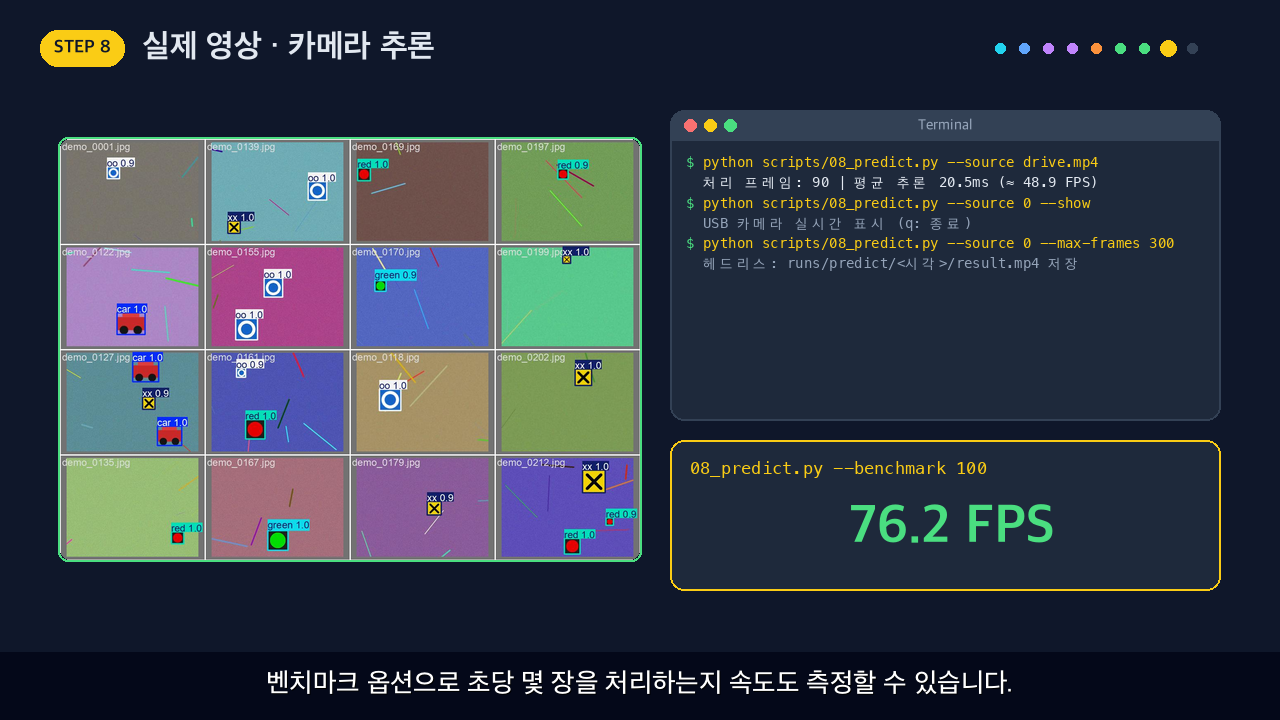 STEP 8
실제 영상 · 카메라 추론
demo_0001.jpg
oo 0.9
demo_0139.jpg
oo 1.0
xx 1.0
demo_0169.jpg
red 1.0
demo_0197.jpg
red 0.9
demo_0122.jpg
car 1.0
demo_0155.jpg
oo 1.0
oo 1.0
demo_0170.jpg
green 0.9
demo_0199.jpg
xx 1.0
demo_0127.jpg
car 1.0
xx 0.9
car 1.0
demo_0161.jpg
oo 0.9
red 1.0
demo_0118.jpg
oo 1.0
demo_0202.jpg
xx 1.0
demo_0135.jpg
red 1.0
demo_0167.jpg
green 1.0
demo_0179.jpg
xx 0.9
demo_0212.jpg
xx 1.0
red 0.9
red 1.0
Terminal
$ python scripts/08_predict.py --source drive.mp4
처리 프레임: 90 | 평균 추론 20.5ms (≈ 48.9 FPS)
$ python scripts/08_predict.py --source 0 --show
USB 카메라 실시간 표시 (q: 종료)
$ python scripts/08_predict.py --source 0 --max-frames 300
헤드리스: runs/predict/<시각>/result.mp4 저장
08_predict.py --benchmark 100
76.2 FPS
벤치마크 옵션으로 초당 몇 장을 처리하는지 속도도 측정할 수 있습니다.